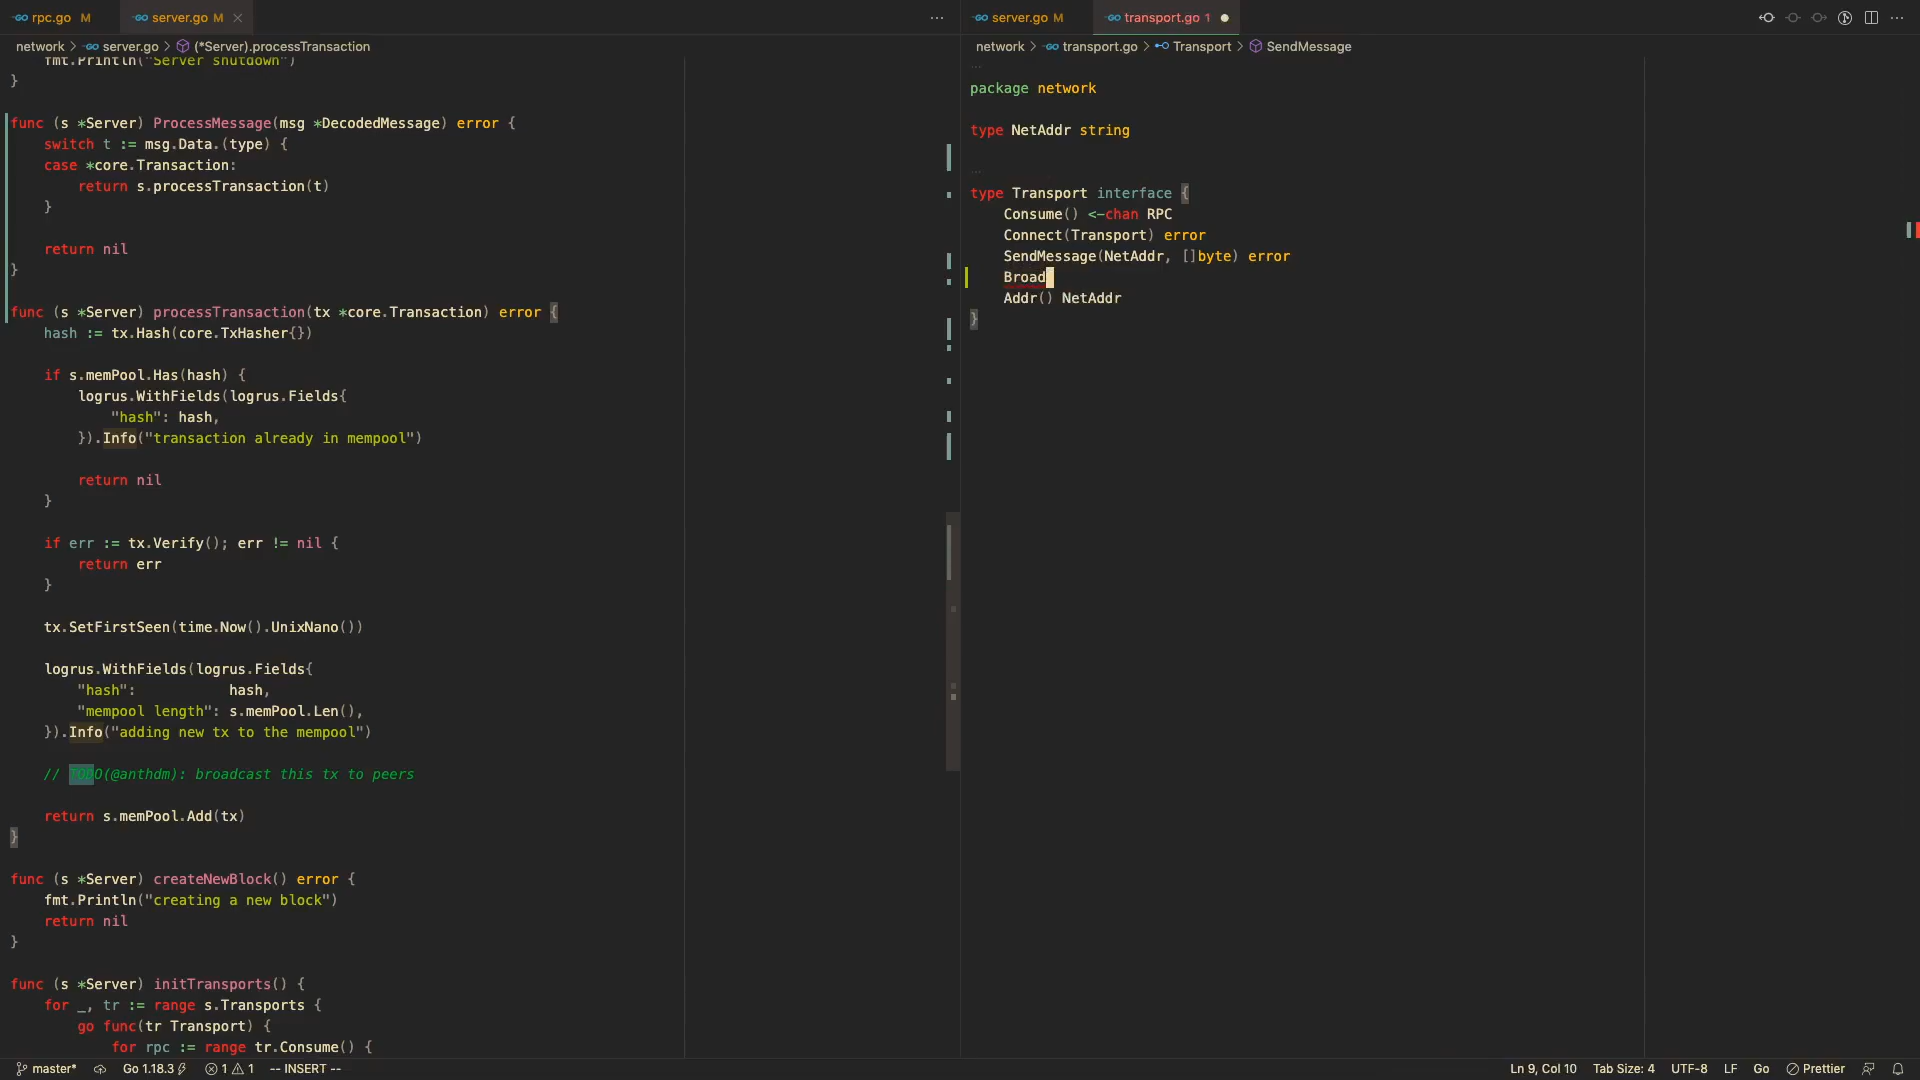 rpc.go M server.go M
network > server.go > (*Server).processTransaction
fmt.Println("Server shutdown")
}
func (s *Server) ProcessMessage(msg *DecodedMessage) error {
switch t := msg.Data.(type) {
case *core.Transaction:
return s.processTransaction(t)
}
return nil
}
func (s *Server) processTransaction(tx *core.Transaction) error {
hash := tx.Hash(core.TxHasher{})
if s.memPool.Has(hash) {
logrus.WithFields(logrus.Fields{
"hash": hash,
}).Info("transaction already in mempool")
return nil
}
if err := tx.Verify(); err != nil {
return err
}
tx.SetFirstSeen(time.Now().UnixNano())
logrus.WithFields(logrus.Fields{
"hash":           hash,
"mempool length": s.memPool.Len(),
}).Info("adding new tx to the mempool")
// TODO(@anthdm): broadcast this tx to peers
return s.memPool.Add(tx)
}
func (s *Server) createNewBlock() error {
fmt.Println("creating a new block")
return nil
}
func (s *Server) initTransports() {
for _, tr := range s.Transports {
go func(tr Transport) {
for rpc := range tr.Consume() {
server.go M transport.go 1
network > transport.go > Transport > SendMessage
package network
type NetAddr string
type Transport interface {
Consume() <-chan RPC
Connect(Transport) error
SendMessage(NetAddr, []byte) error
Broad
Addr() NetAddr
}
master* Go 1.18.3 1 1 -- INSERT -- Ln 9, Col 10 Tab Size: 4 UTF-8 LF Go Prettier